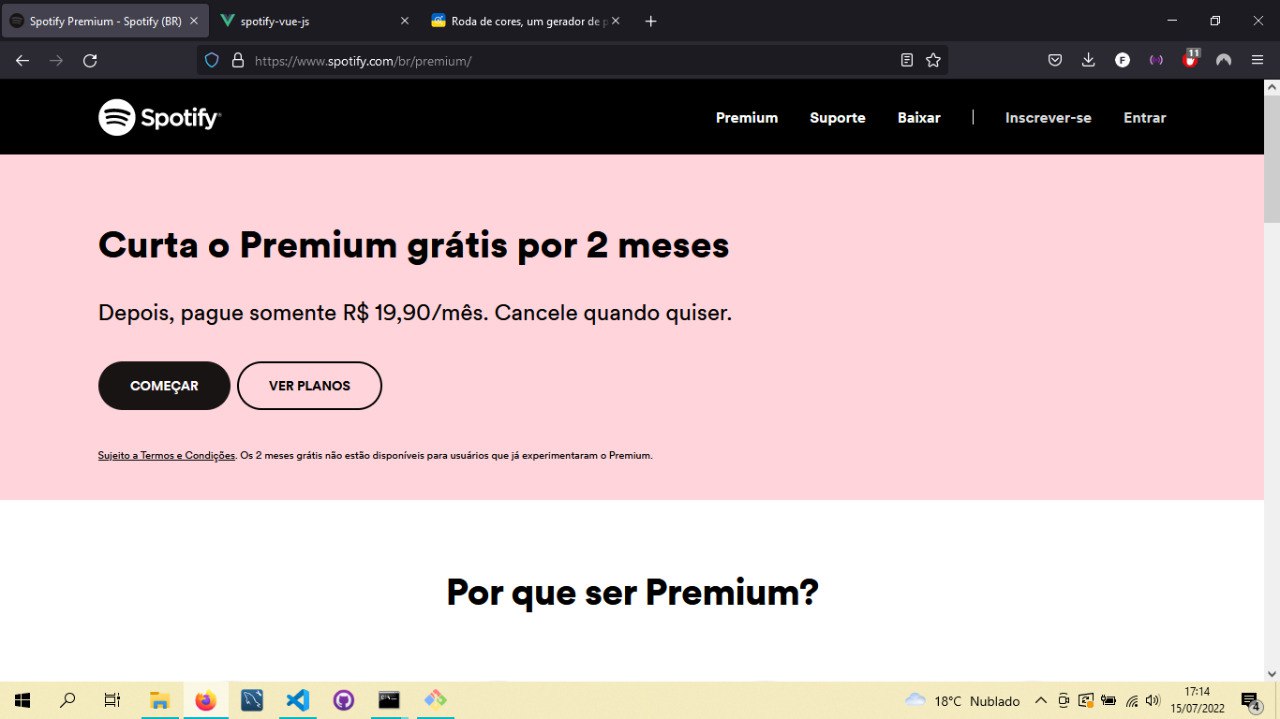 Spotify Premium - Spotify (BR)
spotify-vue-js
Roda de cores, um gerador de p
https://www.spotify.com/br/premium/
F
11
Spotify
Premium
Suporte
Baixar
Inscrever-se
Entrar
Curta o Premium grátis por 2 meses
Depois, pague somente R$ 19,90/mês. Cancele quando quiser.
COMEÇAR
VER PLANOS
Sujeito a Termos e Condições. Os 2 meses grátis não estão disponíveis para usuários que já experimentaram o Premium.
Por que ser Premium?
18°C Nublado
17:14
15/07/2022
4